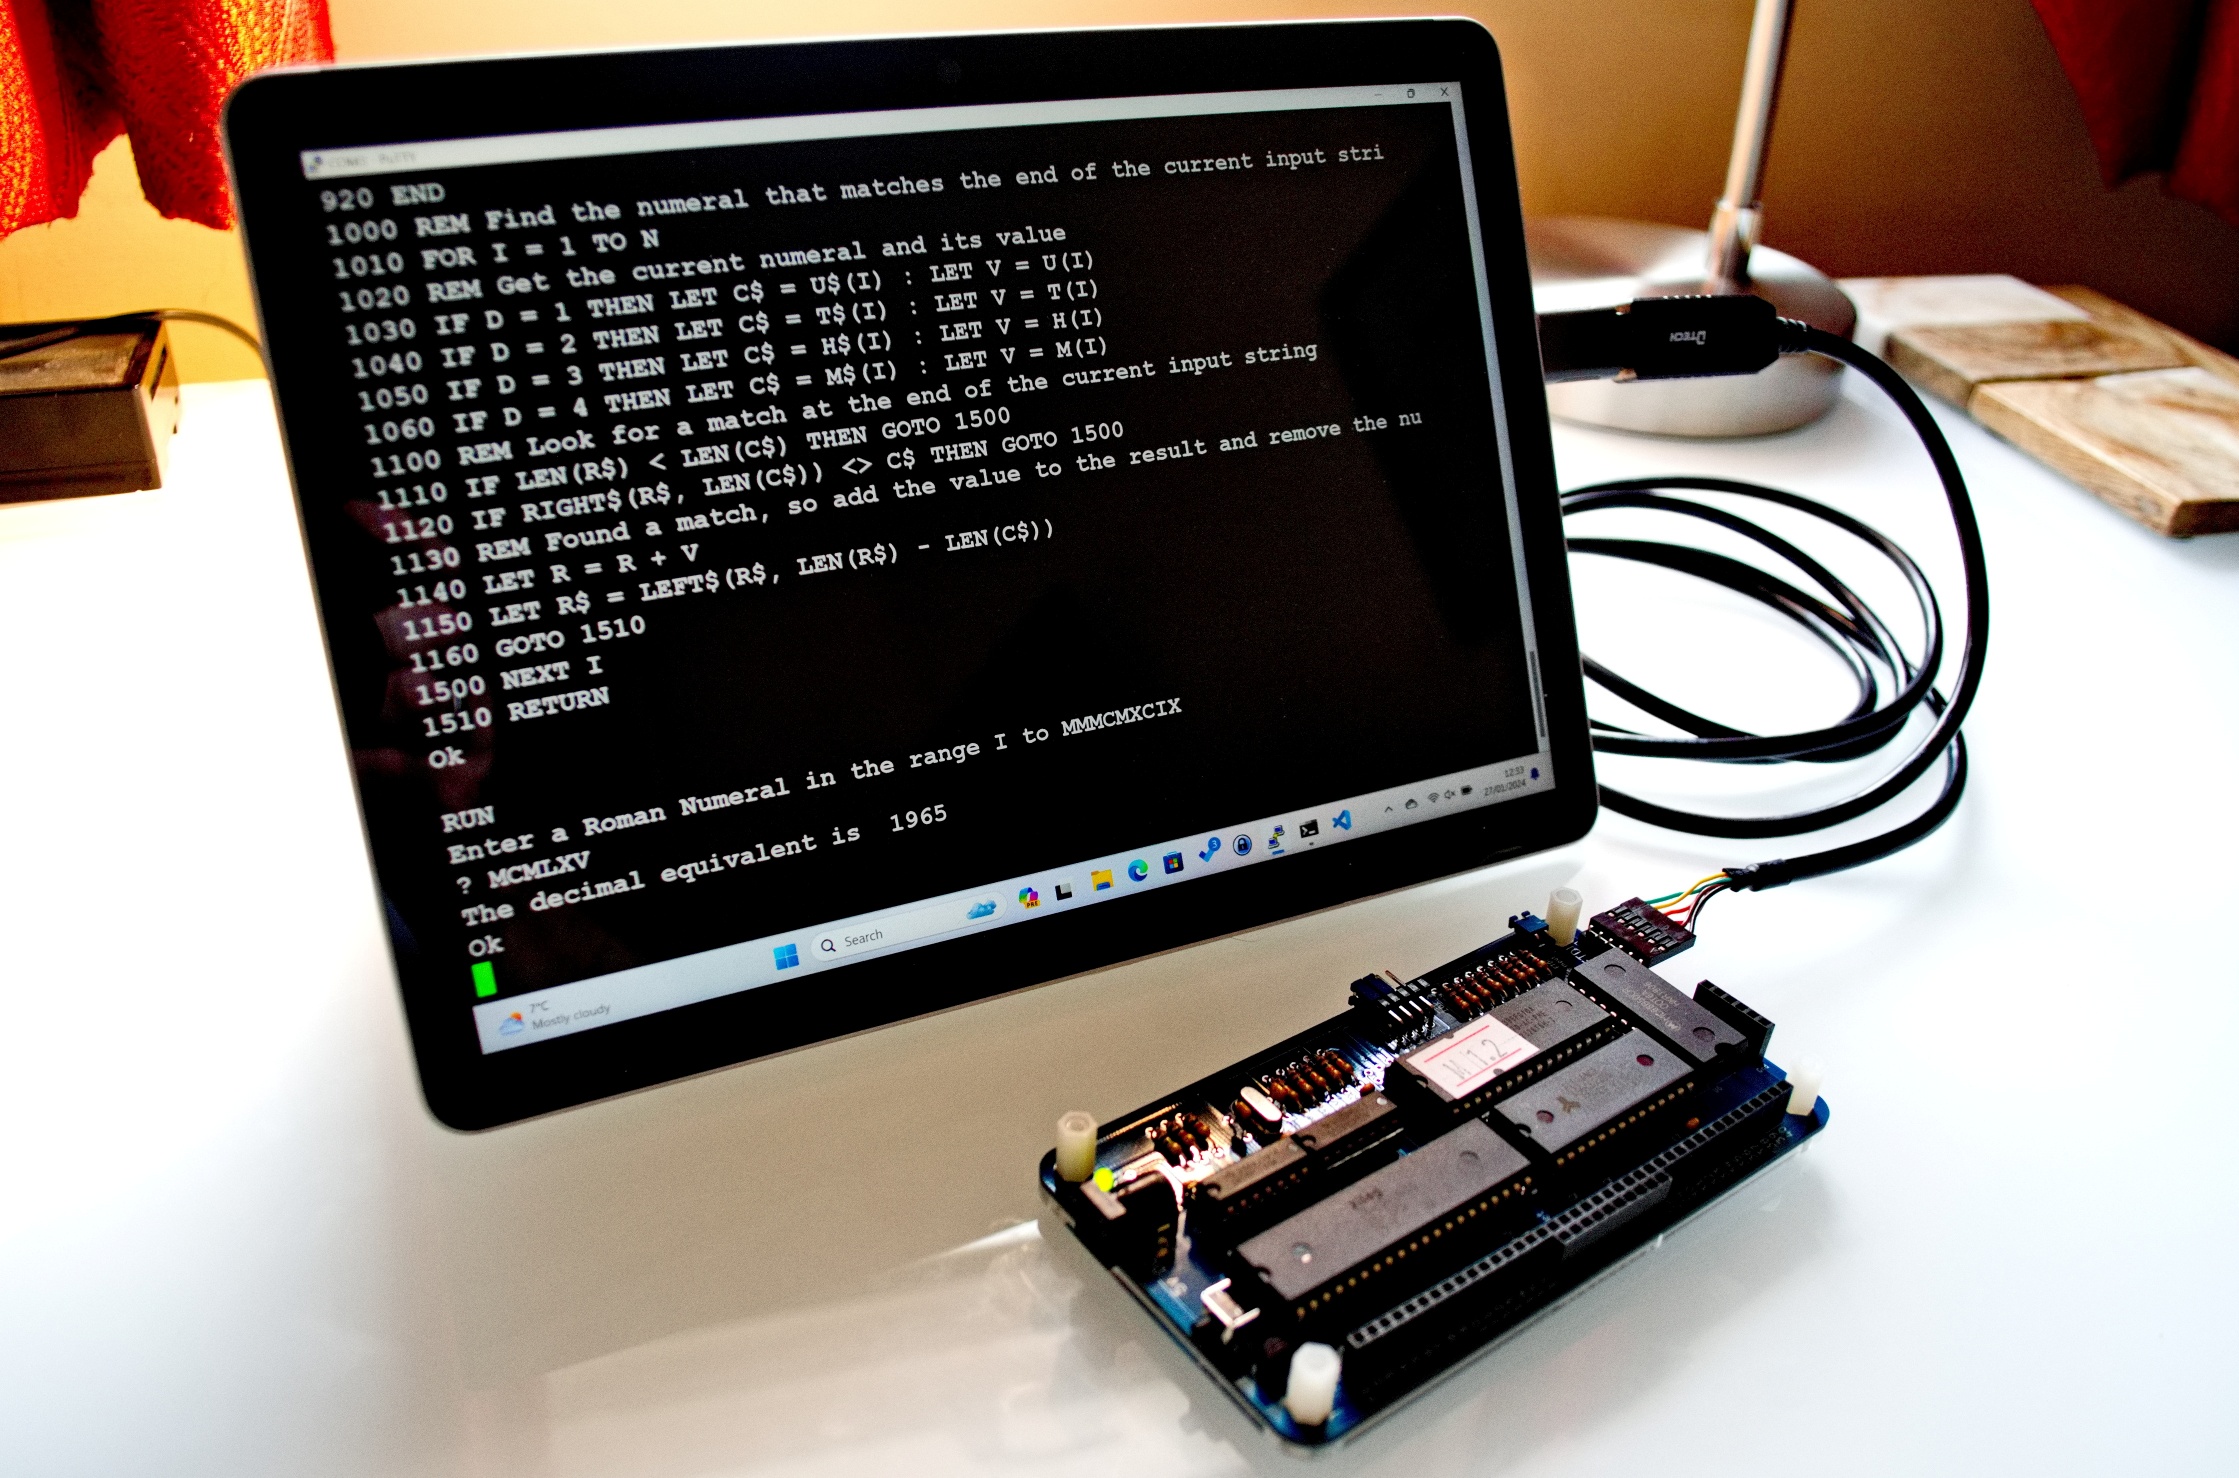 COM3 - PuTTY
920 END
1000 REM Find the numeral that matches the end of the current input stri
1010 FOR I = 1 TO N
1020 REM Get the current numeral and its value
1030 IF D = 1 THEN LET C$ = U$(I) : LET V = U(I)
1040 IF D = 2 THEN LET C$ = T$(I) : LET V = T(I)
1050 IF D = 3 THEN LET C$ = H$(I) : LET V = H(I)
1060 IF D = 4 THEN LET C$ = M$(I) : LET V = M(I)
1100 REM Look for a match at the end of the current input string
1110 IF LEN(R$) < LEN(C$) THEN GOTO 1500
1120 IF RIGHT$(R$, LEN(C$)) <> C$ THEN GOTO 1500
1130 REM Found a match, so add the value to the result and remove the nu
1140 LET R = R + V
1150 LET R$ = LEFT$(R$, LEN(R$) - LEN(C$))
1160 GOTO 1510
1500 NEXT I
1510 RETURN
Ok
RUN
Enter a Roman Numeral in the range I to MMMCMXCIX
? MCMLXV
The decimal equivalent is  1965
Ok
7°C
Mostly cloudy
Search
PRE
3
12:53
27/01/2024
DTECH